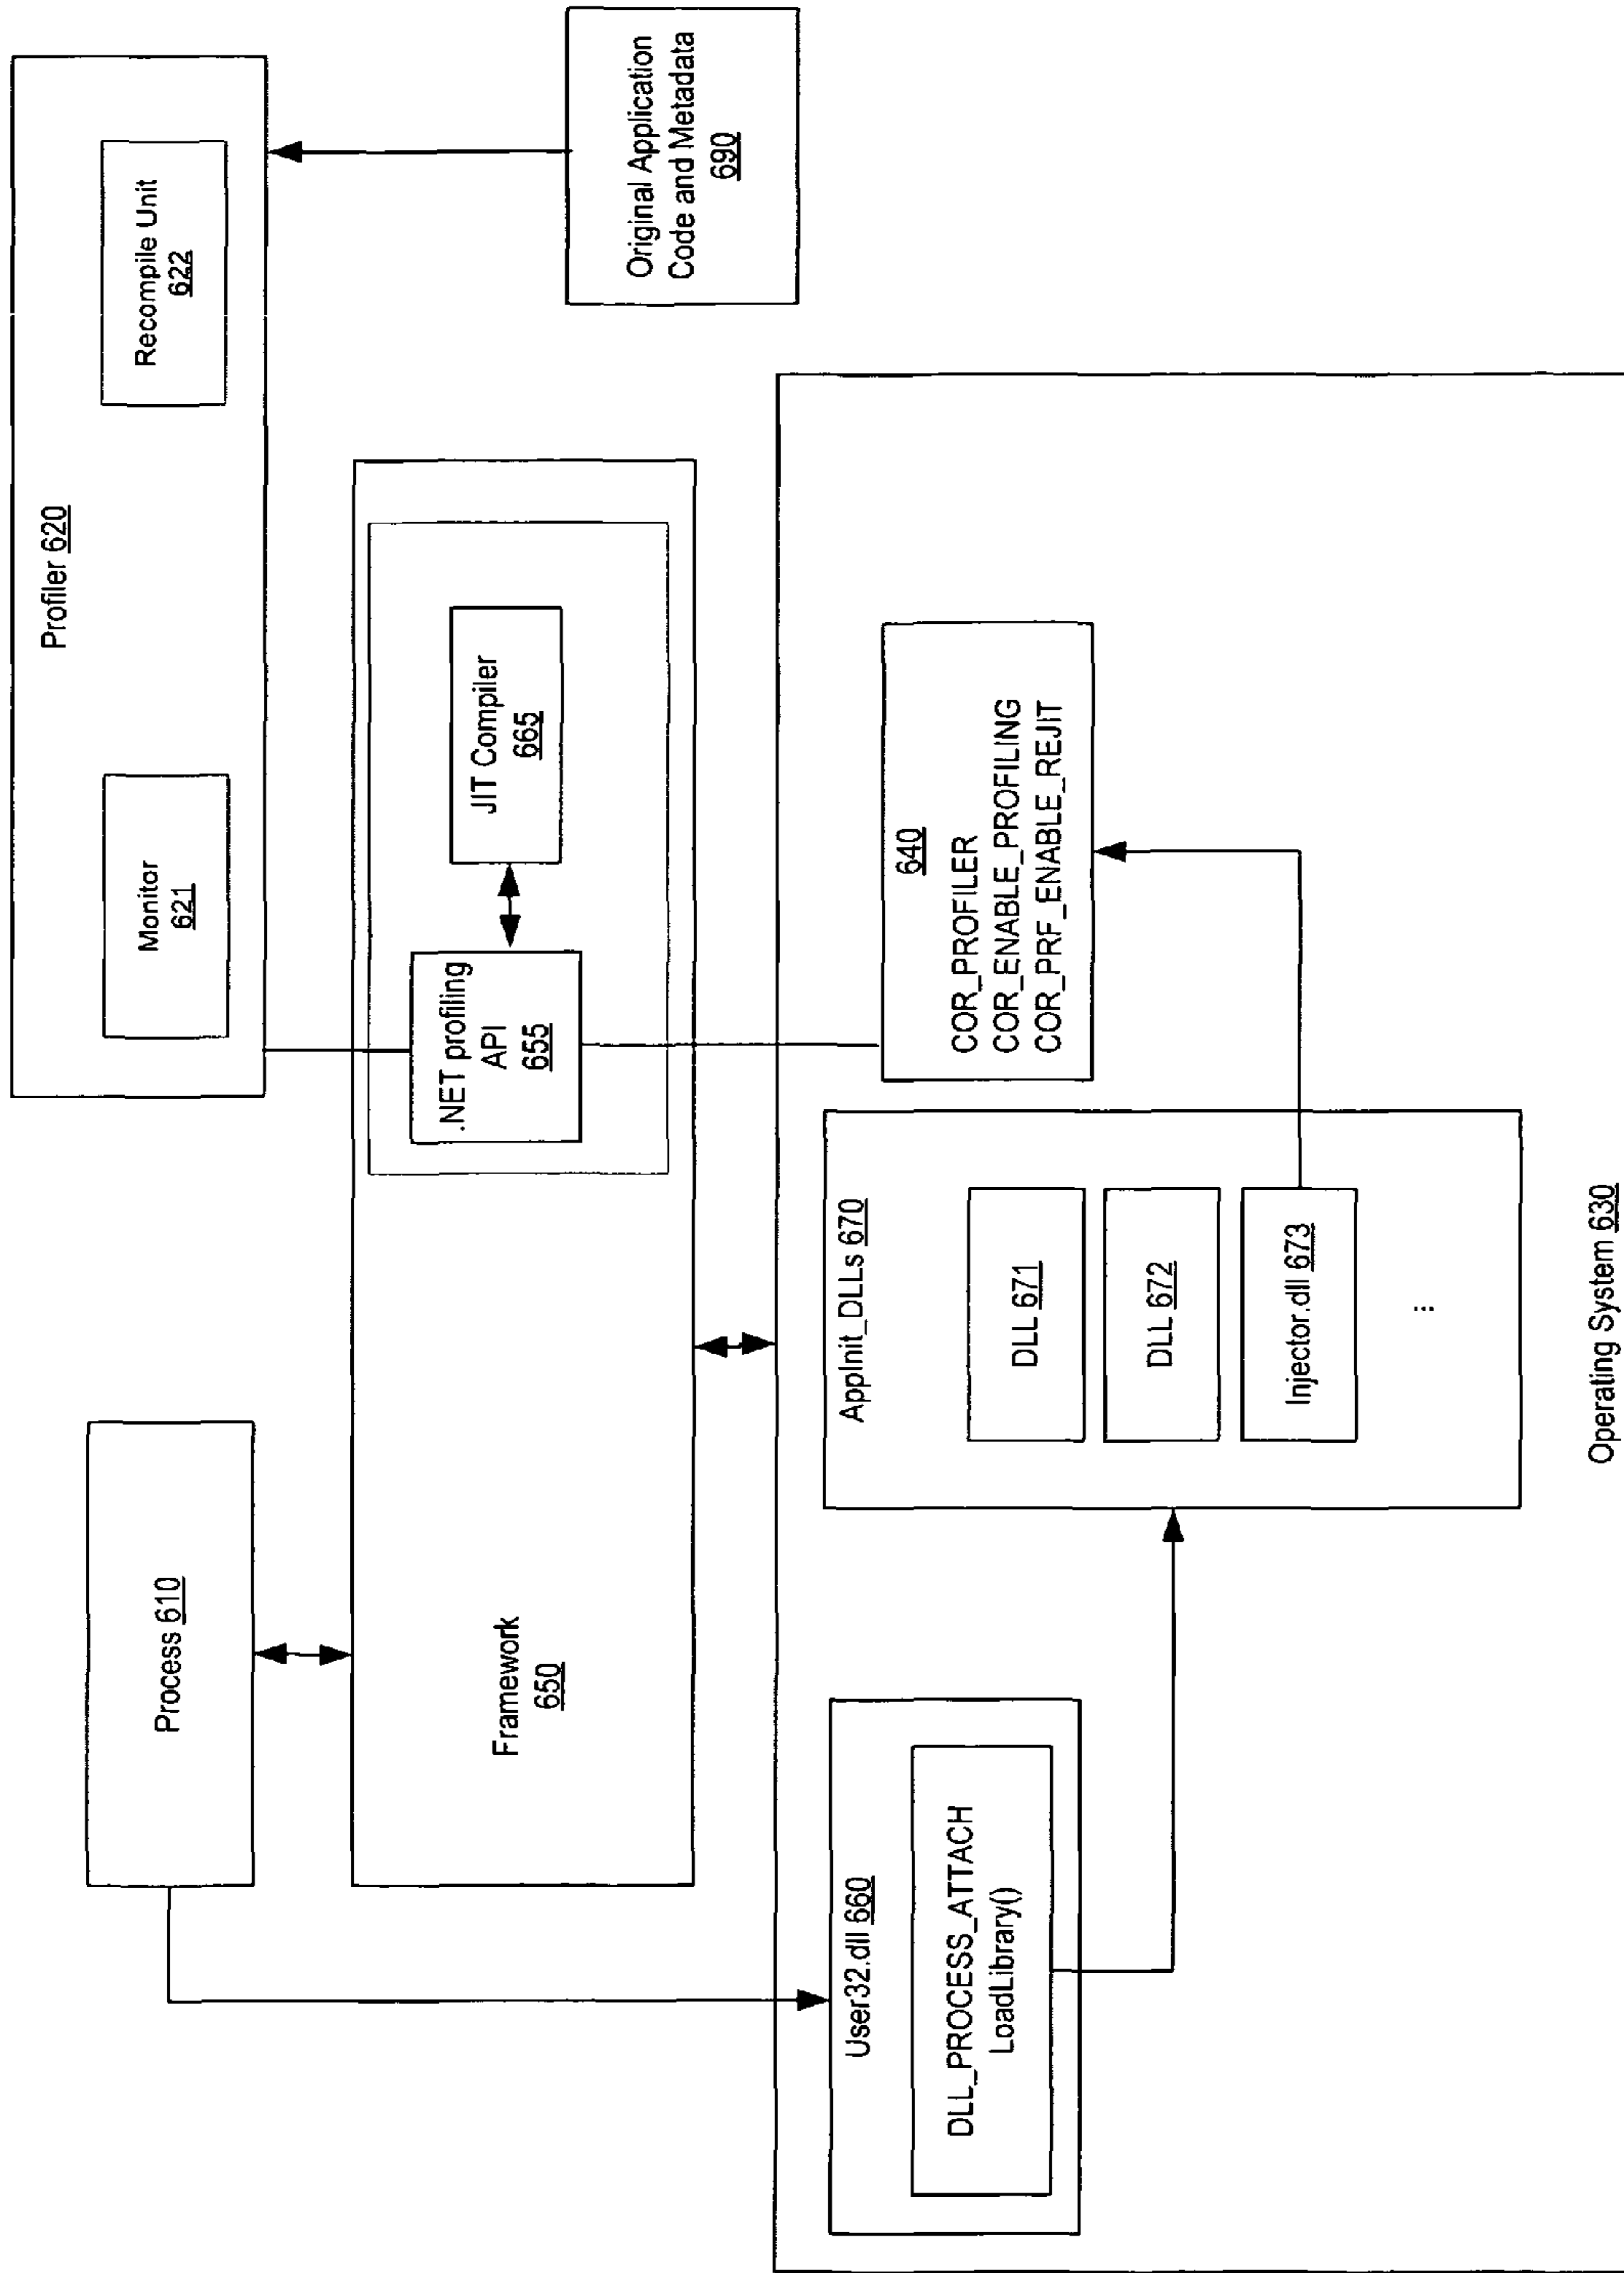 Process 610
Profiler 620
Monitor
621
Recompile Unit
622
Framework
650
.NET profiling
API
655
JIT Compiler
665
Original Application
Code and Metadata
690
User32.dll 660
DLL_PROCESS_ATTACH
LoadLibrary()
AppInit_DLLs 670
DLL 671
DLL 672
Injector.dll 673
...
640
COR_PROFILER
COR_ENABLE_PROFILING
COR_PRF_ENABLE_REJIT
Operating System 630